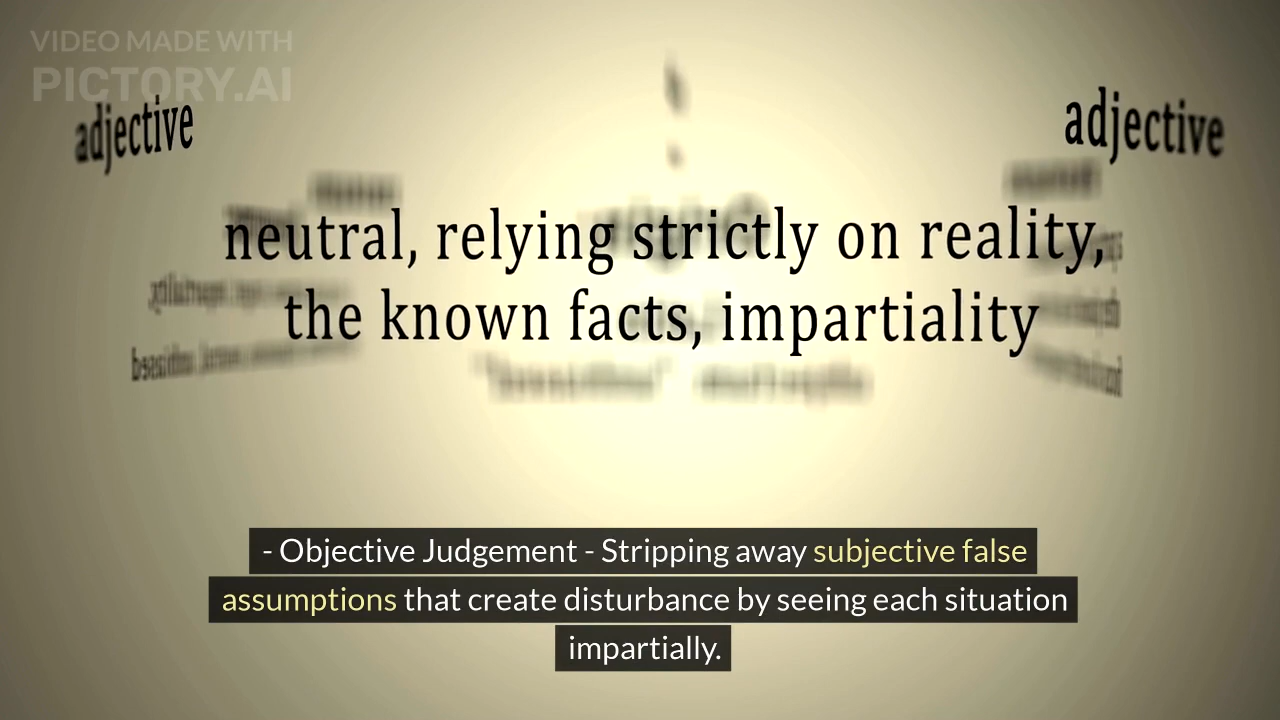 VIDEO MADE WITH
PICTORY.AI
adjective
adjective
neutral, relying strictly on reality,
the known facts, impartiality
- Objective Judgement - Stripping away subjective false
assumptions that create disturbance by seeing each situation
impartially.